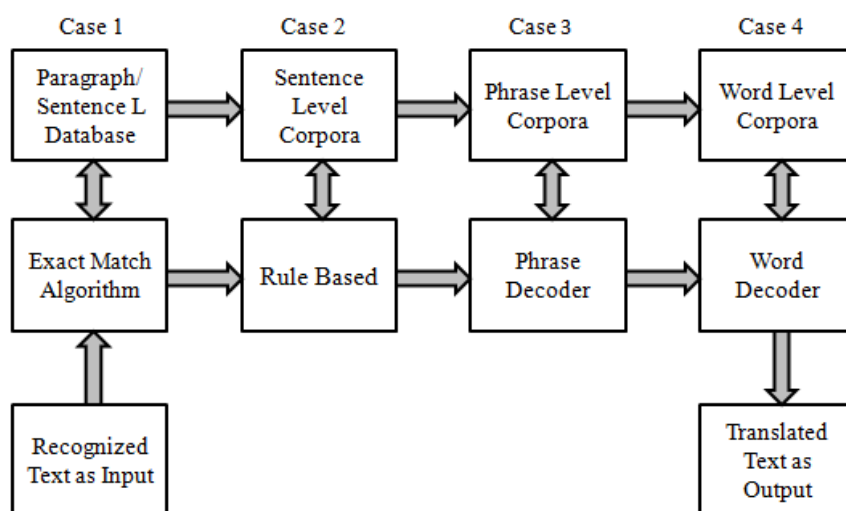 Case 1
Case 2
Case 3
Case 4
Paragraph/
Sentence L
Database
Sentence
Level
Corpora
Phrase Level
Corpora
Word Level
Corpora
Exact Match
Algorithm
Rule Based
Phrase
Decoder
Word
Decoder
Recognized
Text as Input
Translated
Text as
Output